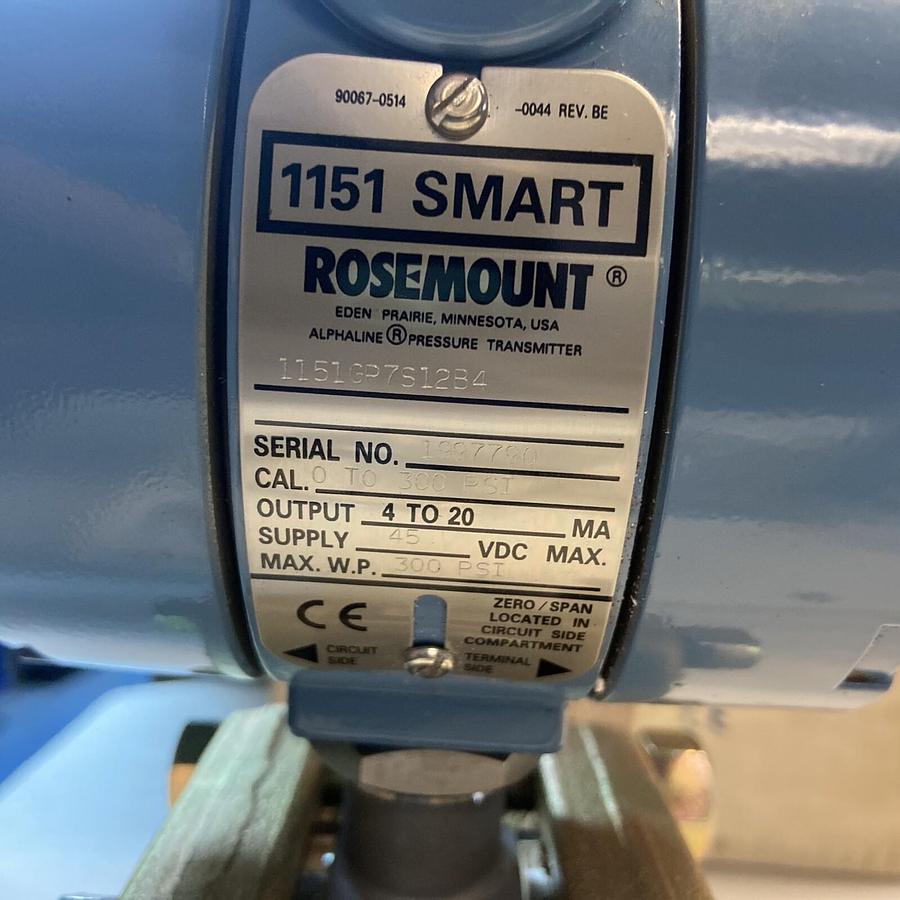 90067-0514 -0044 REV. BE
1151 SMART
ROSEMOUNT®
EDEN PRAIRIE, MINNESOTA, USA
ALPHALINE® PRESSURE TRANSMITTER
1151GP7S12B4
SERIAL NO.
CAL. 0 TO 300 PSI
OUTPUT 4 TO 20 MA
SUPPLY 45 VDC MAX.
MAX. W.P. 300 PSI
CE
ZERO/SPAN
LOCATED IN
CIRCUIT SIDE
COMPARTMENT
CIRCUIT SIDE
TERMINAL SIDE